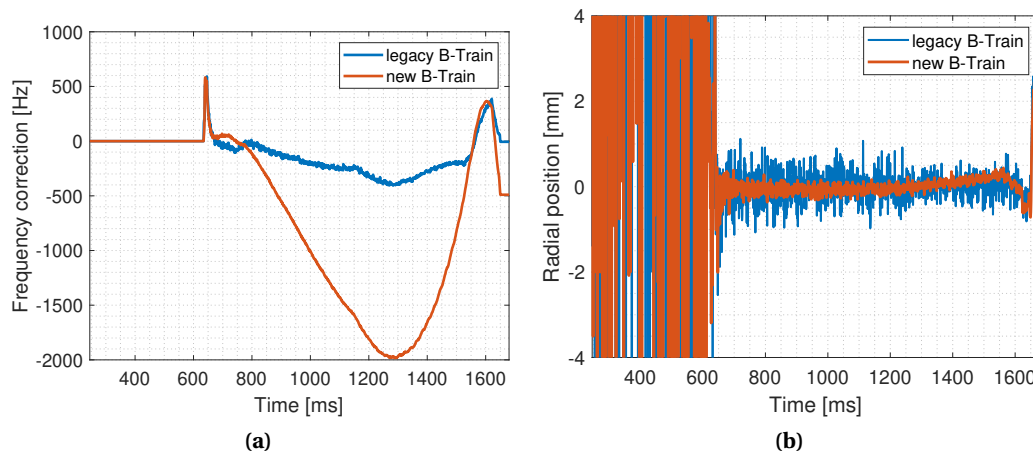 1000
500
0
-500
-1000
-1500
-2000
Frequency correction [Hz]
legacy B-Train
new B-Train
400 600 800 1000 1200 1400 1600
Time [ms]
(a)
4
2
0
-2
-4
Radial position [mm]
legacy B-Train
new B-Train
400 600 800 1000 1200 1400 1600
Time [ms]
(b)